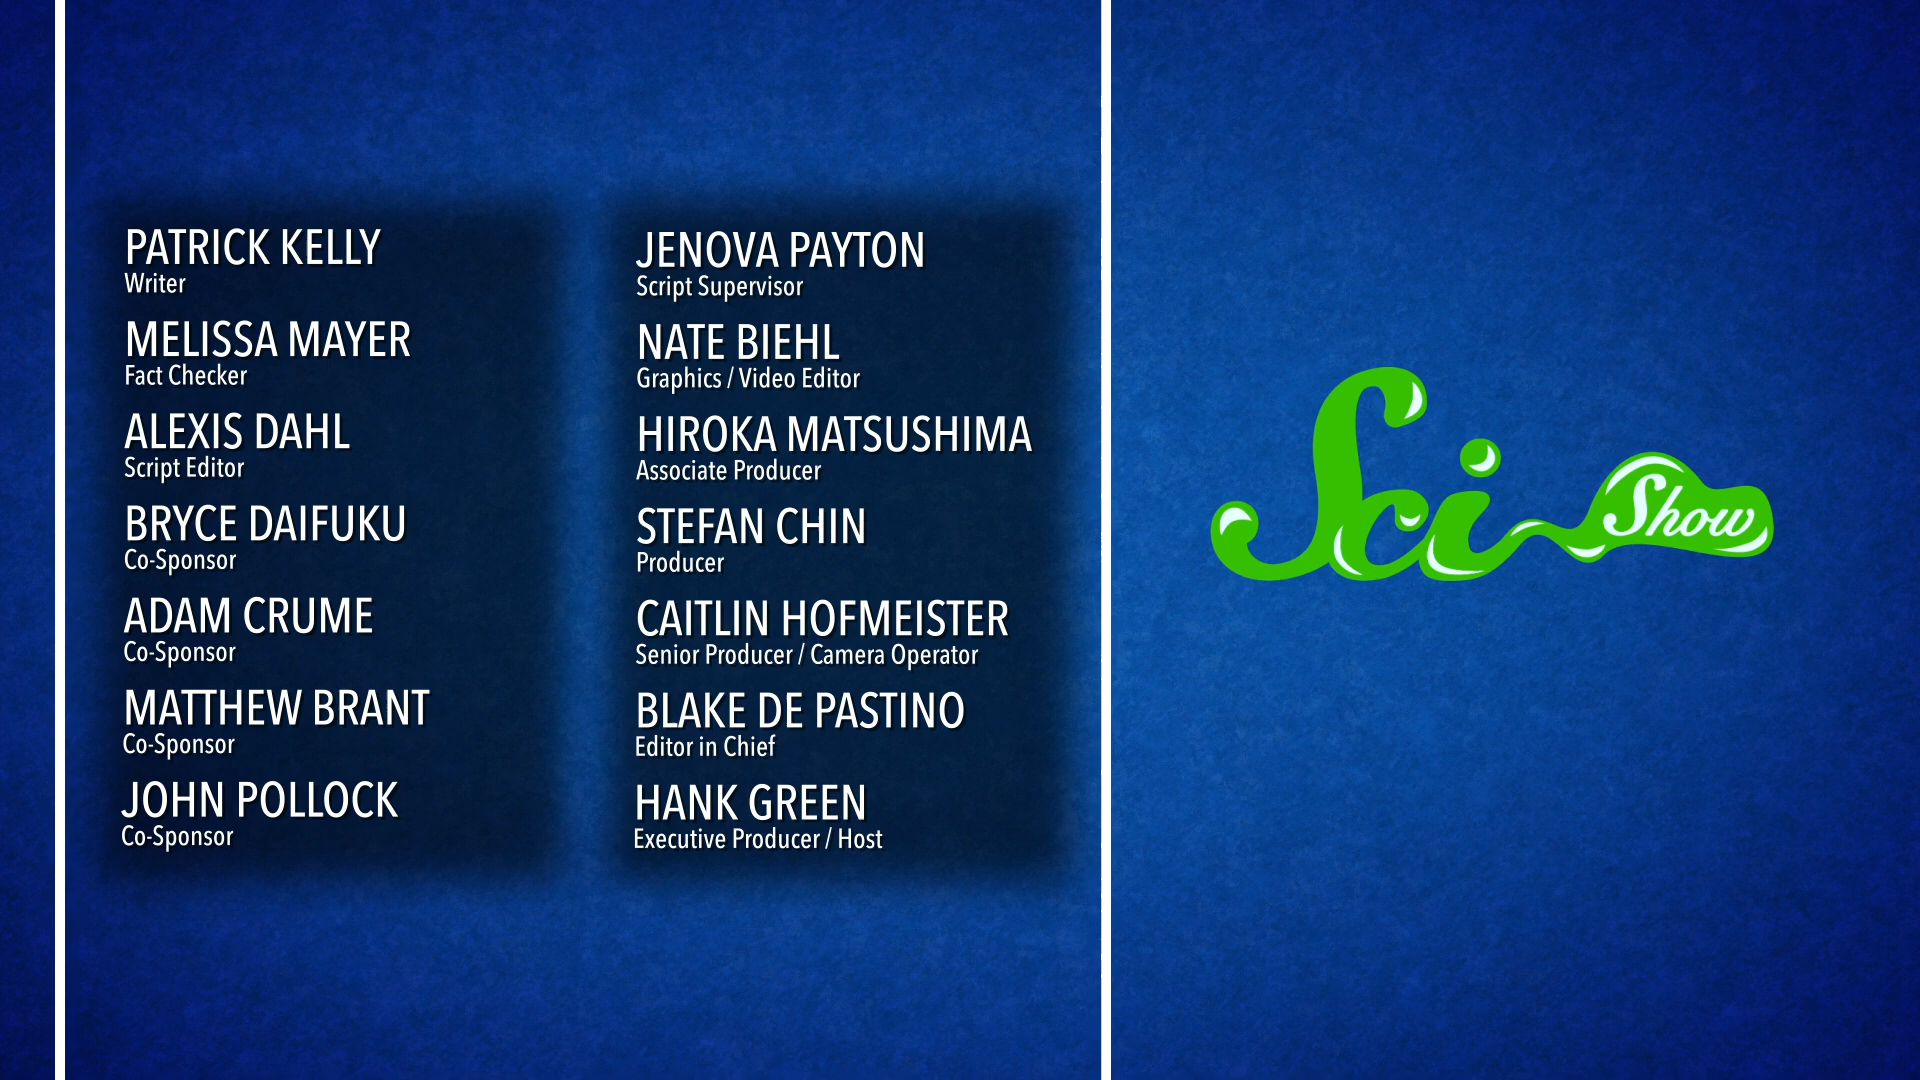 PATRICK KELLY
Writer
MELISSA MAYER
Fact Checker
ALEXIS DAHL
Script Editor
BRYCE DAIFUKU
Co-Sponsor
ADAM CRUME
Co-Sponsor
MATTHEW BRANT
Co-Sponsor
JOHN POLLOCK
Co-Sponsor
JENOVA PAYTON
Script Supervisor
NATE BIEHL
Graphics / Video Editor
HIROKA MATSUSHIMA
Associate Producer
STEFAN CHIN
Producer
CAITLIN HOFMEISTER
Senior Producer / Camera Operator
BLAKE DE PASTINO
Editor in Chief
HANK GREEN
Executive Producer / Host
Sci Show